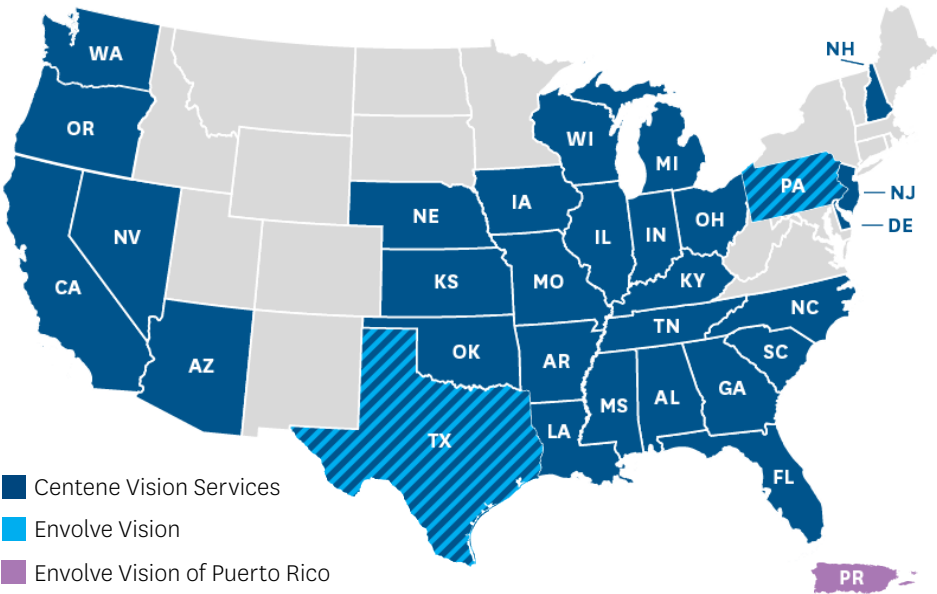 NH
WA
OR
WI
MI
PA
NJ
IA
NE
OH
DE
NV
IL
IN
CA
KS
MO
KY
NC
TN
OK
SC
AZ
AR
GA
MS
AL
LA
TX
FL
Centene Vision Services
Envolve Vision
Envolve Vision of Puerto Rico
PR